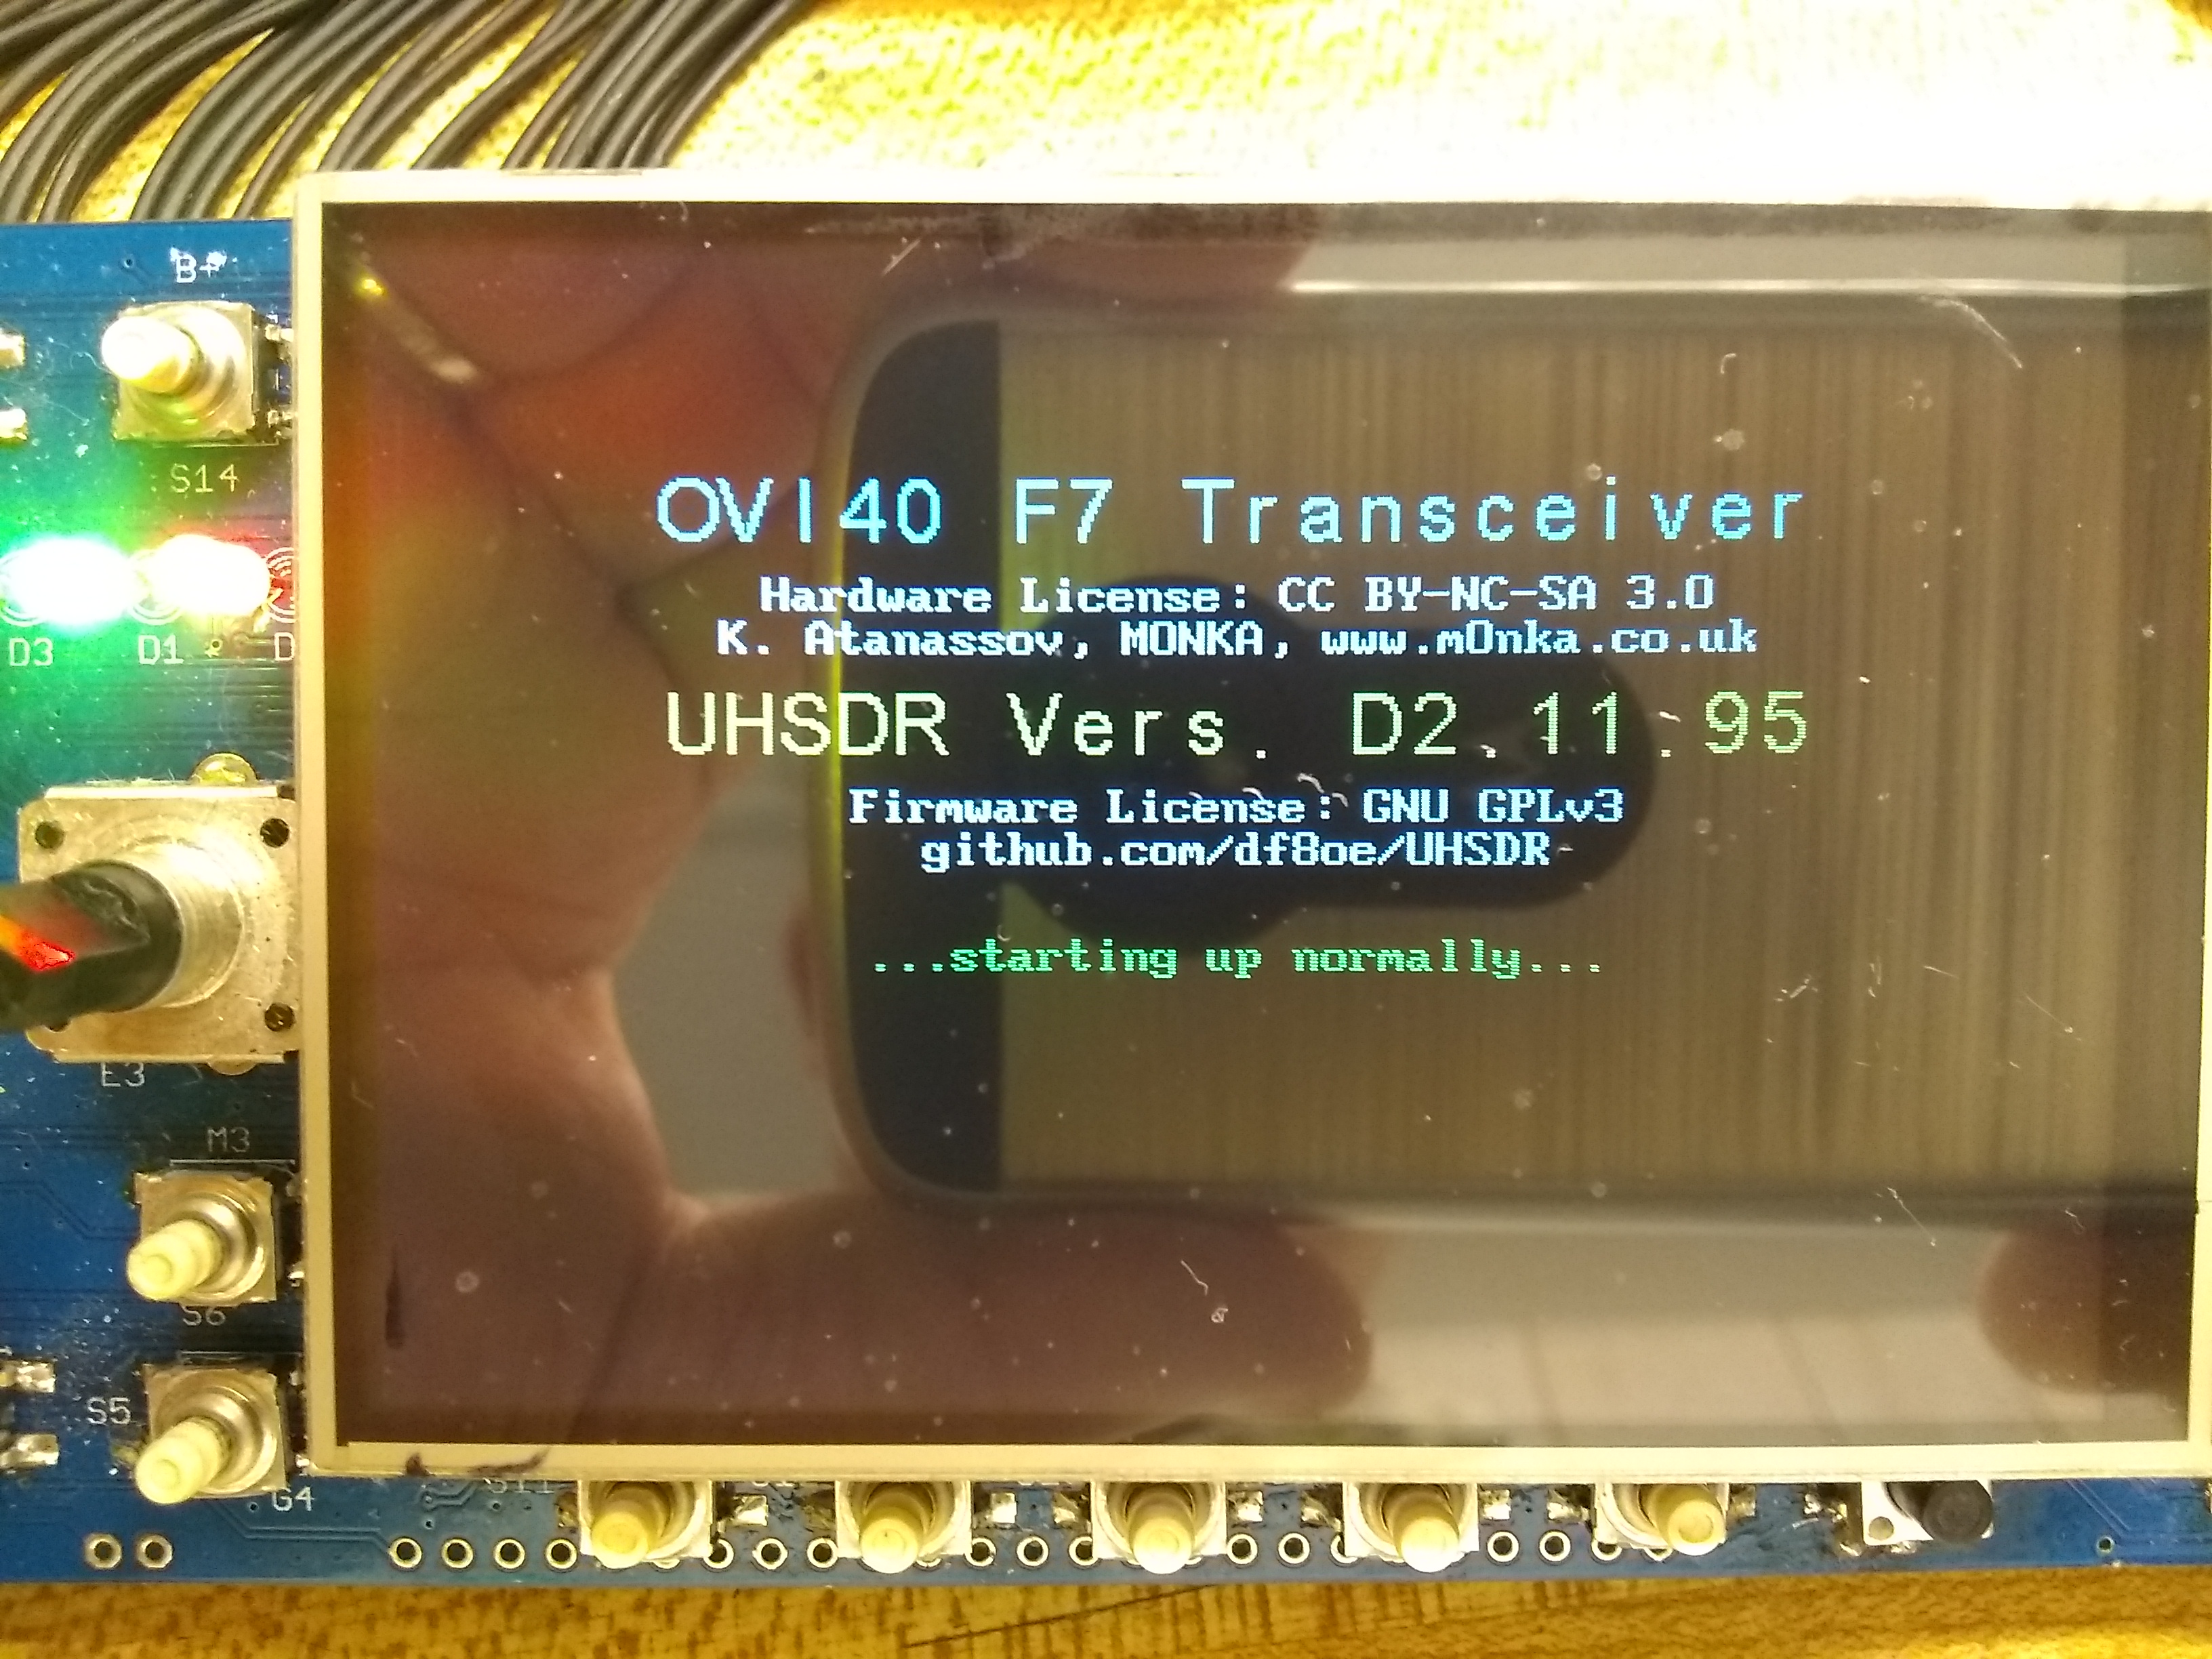 B+
S14
D3 D1 D
OVI40 F7 Transceiver
Hardware License: CC BY-NC-SA 3.0
K. Atanassov, M0NKA, www.m0nka.co.uk
UHSDR Vers. D2.11.95
Firmware License: GNU GPLv3
github.com/df8oe/UHSDR
...starting up normally...
E3
M3
S6
S5
G4
S11